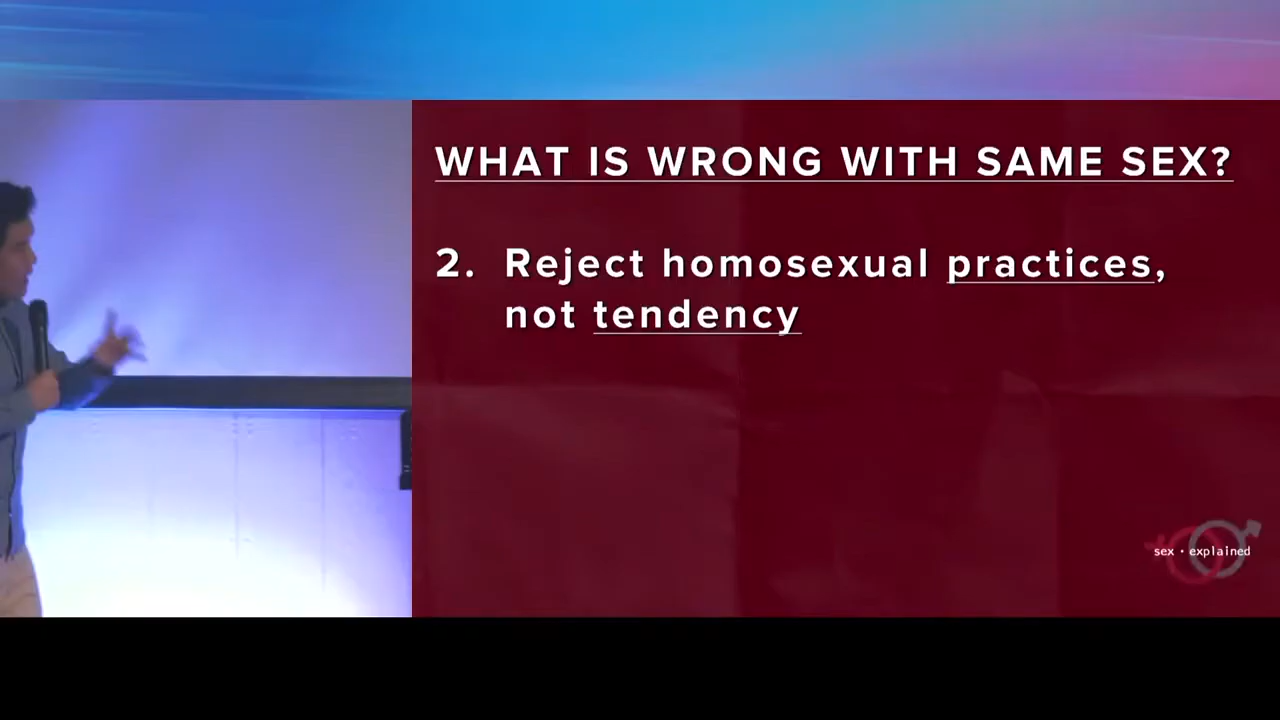 WHAT IS WRONG WITH SAME SEX?
2. Reject homosexual practices,
not tendency
sex • explained